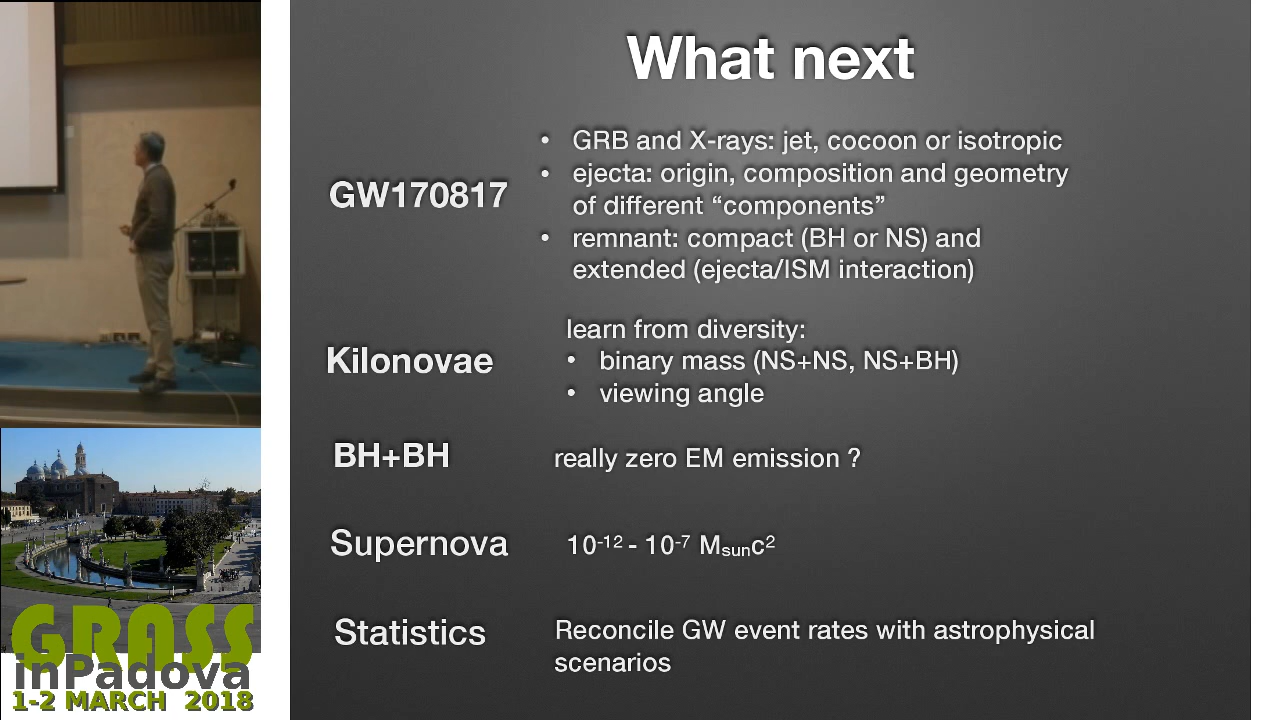 What next
GW170817
• GRB and X-rays: jet, cocoon or isotropic
• ejecta: origin, composition and geometry
of different “components”
• remnant: compact (BH or NS) and
extended (ejecta/ISM interaction)
Kilonovae
learn from diversity:
• binary mass (NS+NS, NS+BH)
• viewing angle
BH+BH
really zero EM emission ?
Supernova
10⁻¹² - 10⁻⁷ Mₛᵤₙc²
Statistics
Reconcile GW event rates with astrophysical
scenarios
GRASS
inPadova
1-2 MARCH 2018